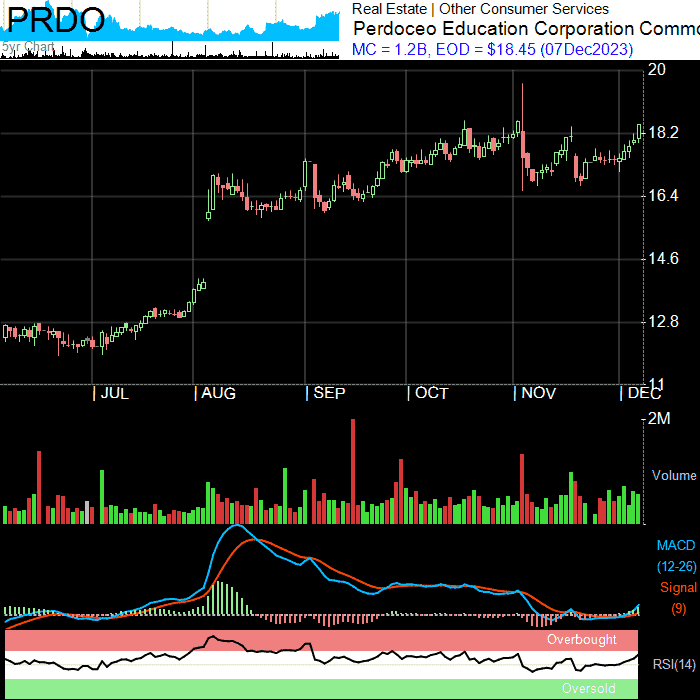 PRDO
5yr Chart
Real Estate | Other Consumer Services
Perdoceo Education Corporation Commo
MC = 1.2B, EOD = $18.45 (07Dec2023)
20
18.2
16.4
14.6
12.8
11
JUL
AUG
SEP
OCT
NOV
DEC
2M
Volume
MACD
(12-26)
Signal
(9)
Overbought
RSI(14)
Oversold